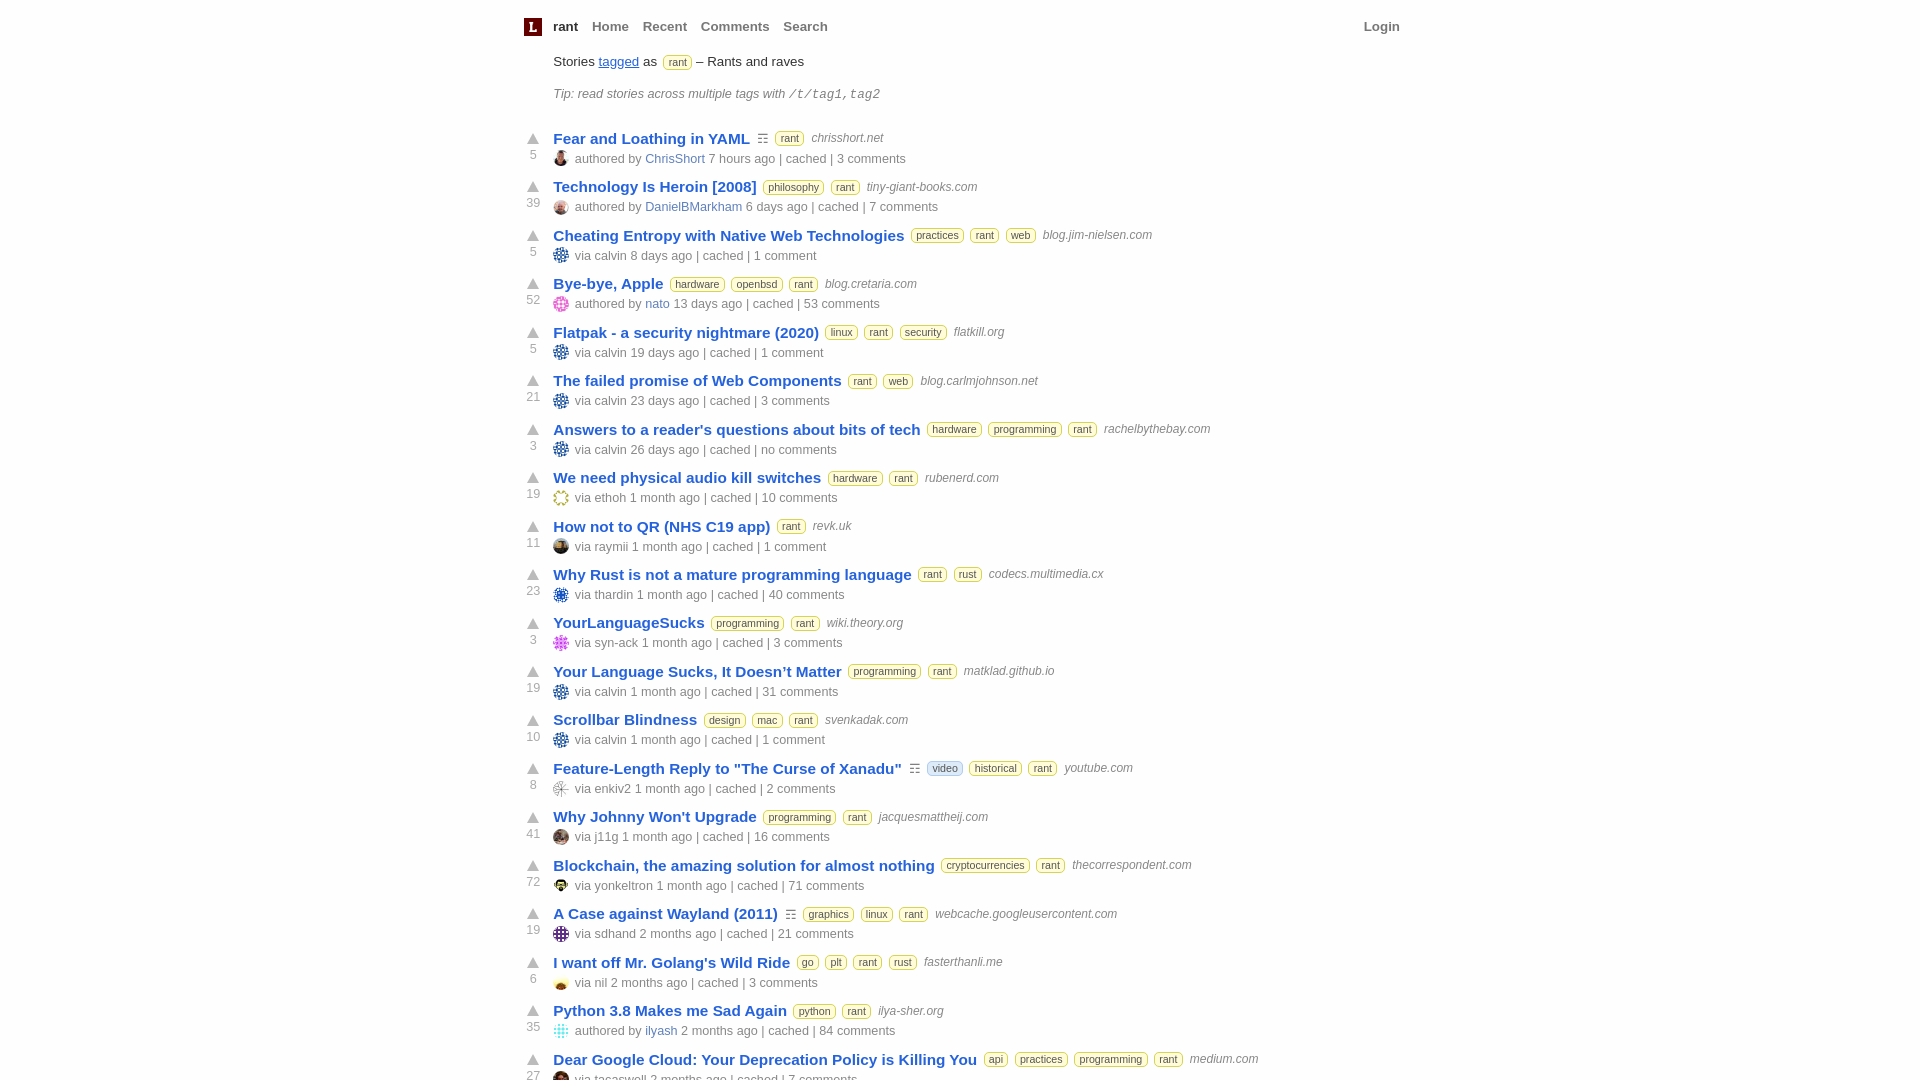 L rant Home Recent Comments Search Login
Stories tagged as rant – Rants and raves
Tip: read stories across multiple tags with /t/tag1,tag2
Fear and Loathing in YAML ☶ rant chrisshort.net
5 authored by ChrisShort 7 hours ago | cached | 3 comments
Technology Is Heroin [2008] philosophy rant tiny-giant-books.com
39 authored by DanielBMarkham 6 days ago | cached | 7 comments
Cheating Entropy with Native Web Technologies practices rant web blog.jim-nielsen.com
5 via calvin 8 days ago | cached | 1 comment
Bye-bye, Apple hardware openbsd rant blog.cretaria.com
52 authored by nato 13 days ago | cached | 53 comments
Flatpak - a security nightmare (2020) linux rant security flatkill.org
5 via calvin 19 days ago | cached | 1 comment
The failed promise of Web Components rant web blog.carlmjohnson.net
21 via calvin 23 days ago | cached | 3 comments
Answers to a reader's questions about bits of tech hardware programming rant rachelbythebay.com
3 via calvin 26 days ago | cached | no comments
We need physical audio kill switches hardware rant rubenerd.com
19 via ethoh 1 month ago | cached | 10 comments
How not to QR (NHS C19 app) rant revk.uk
11 via raymii 1 month ago | cached | 1 comment
Why Rust is not a mature programming language rant rust codecs.multimedia.cx
23 via thardin 1 month ago | cached | 40 comments
YourLanguageSucks programming rant wiki.theory.org
3 via syn-ack 1 month ago | cached | 3 comments
Your Language Sucks, It Doesn’t Matter programming rant matklad.github.io
19 via calvin 1 month ago | cached | 31 comments
Scrollbar Blindness design mac rant svenkadak.com
10 via calvin 1 month ago | cached | 1 comment
Feature-Length Reply to "The Curse of Xanadu" ☶ video historical rant youtube.com
8 via enkiv2 1 month ago | cached | 2 comments
Why Johnny Won't Upgrade programming rant jacquesmattheij.com
41 via j11g 1 month ago | cached | 16 comments
Blockchain, the amazing solution for almost nothing cryptocurrencies rant thecorrespondent.com
72 via yonkeltron 1 month ago | cached | 71 comments
A Case against Wayland (2011) ☶ graphics linux rant webcache.googleusercontent.com
19 via sdhand 2 months ago | cached | 21 comments
I want off Mr. Golang's Wild Ride go plt rant rust fasterthanli.me
6 via nil 2 months ago | cached | 3 comments
Python 3.8 Makes me Sad Again python rant ilya-sher.org
35 authored by ilyash 2 months ago | cached | 84 comments
Dear Google Cloud: Your Deprecation Policy is Killing You api practices programming rant medium.com
27 via tacaswell 2 months ago | cached | 7 comments